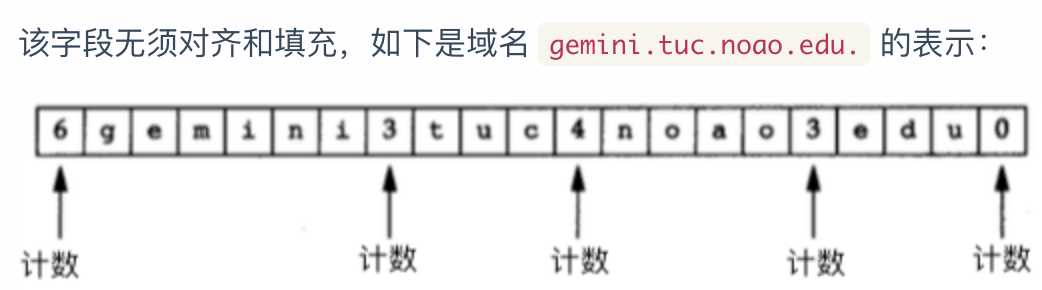 该字段无须对齐和填充，如下是域名 gemini.tuc.noao.edu. 的表示：
6 g e m i n i 3 t u c 4 n o a o 3 e d u 0
计数 计数 计数 计数 计数